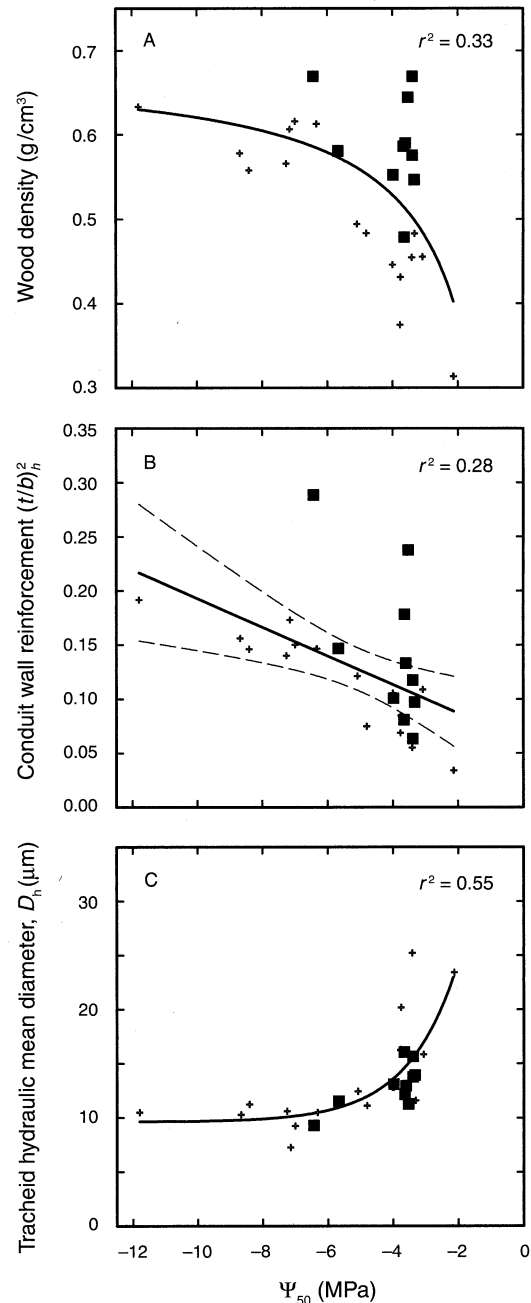 A
r² = 0.33
0.7
0.6
0.5
0.4
0.3
Wood density (g/cm³)
B
r² = 0.28
0.35
0.30
0.25
0.20
0.15
0.10
0.05
0.00
Conduit wall reinforcement (t/b)²h
C
r² = 0.55
30
20
10
0
Tracheid hydraulic mean diameter, Dh (μm)
−12 −10 −8 −6 −4 −2 0
Ψ50 (MPa)